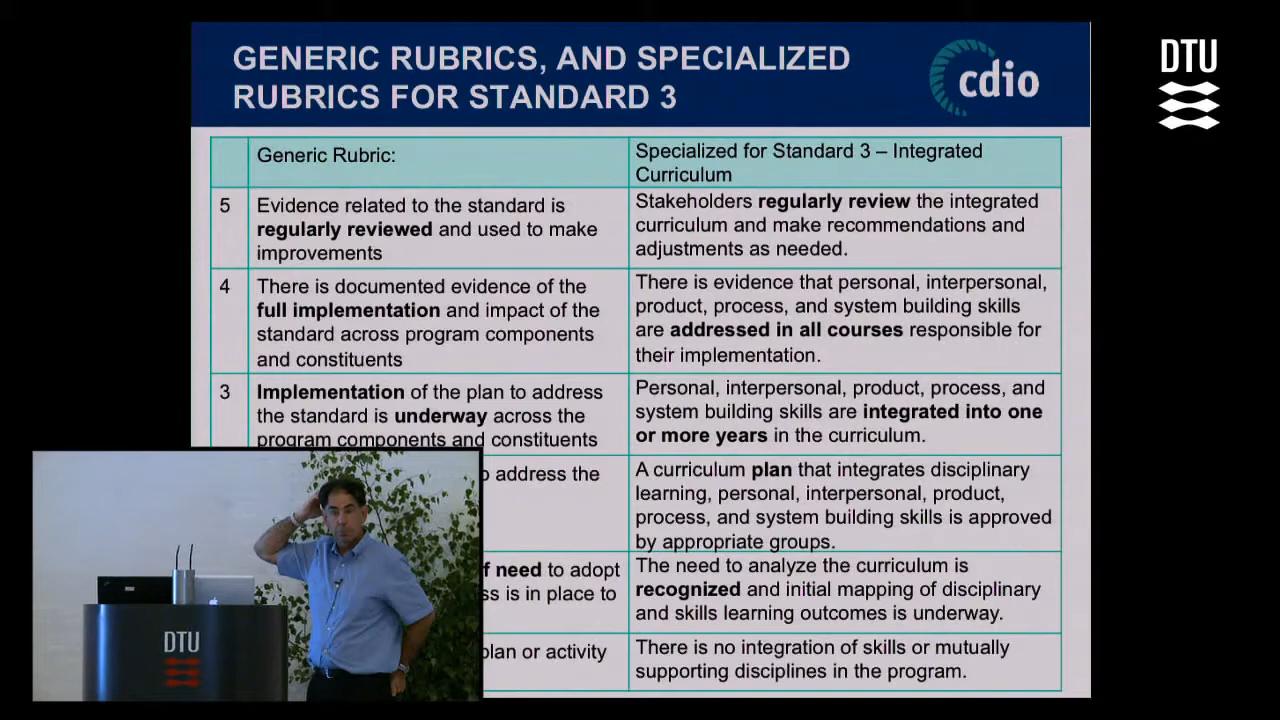 GENERIC RUBRICS, AND SPECIALIZED
RUBRICS FOR STANDARD 3
cdio
DTU
Generic Rubric:
Specialized for Standard 3 – Integrated
Curriculum
5
Evidence related to the standard is
regularly reviewed and used to make
improvements
Stakeholders regularly review the integrated
curriculum and make recommendations and
adjustments as needed.
4
There is documented evidence of the
full implementation and impact of the
standard across program components
and constituents
There is evidence that personal, interpersonal,
product, process, and system building skills
are addressed in all courses responsible for
their implementation.
3
Implementation of the plan to address
the standard is underway across the
program components and constituents
Personal, interpersonal, product, process, and
system building skills are integrated into one
or more years in the curriculum.
address the
A curriculum plan that integrates disciplinary
learning, personal, interpersonal, product,
process, and system building skills is approved
by appropriate groups.
need to adopt
is in place to
The need to analyze the curriculum is
recognized and initial mapping of disciplinary
and skills learning outcomes is underway.
plan or activity
There is no integration of skills or mutually
supporting disciplines in the program.
DTU